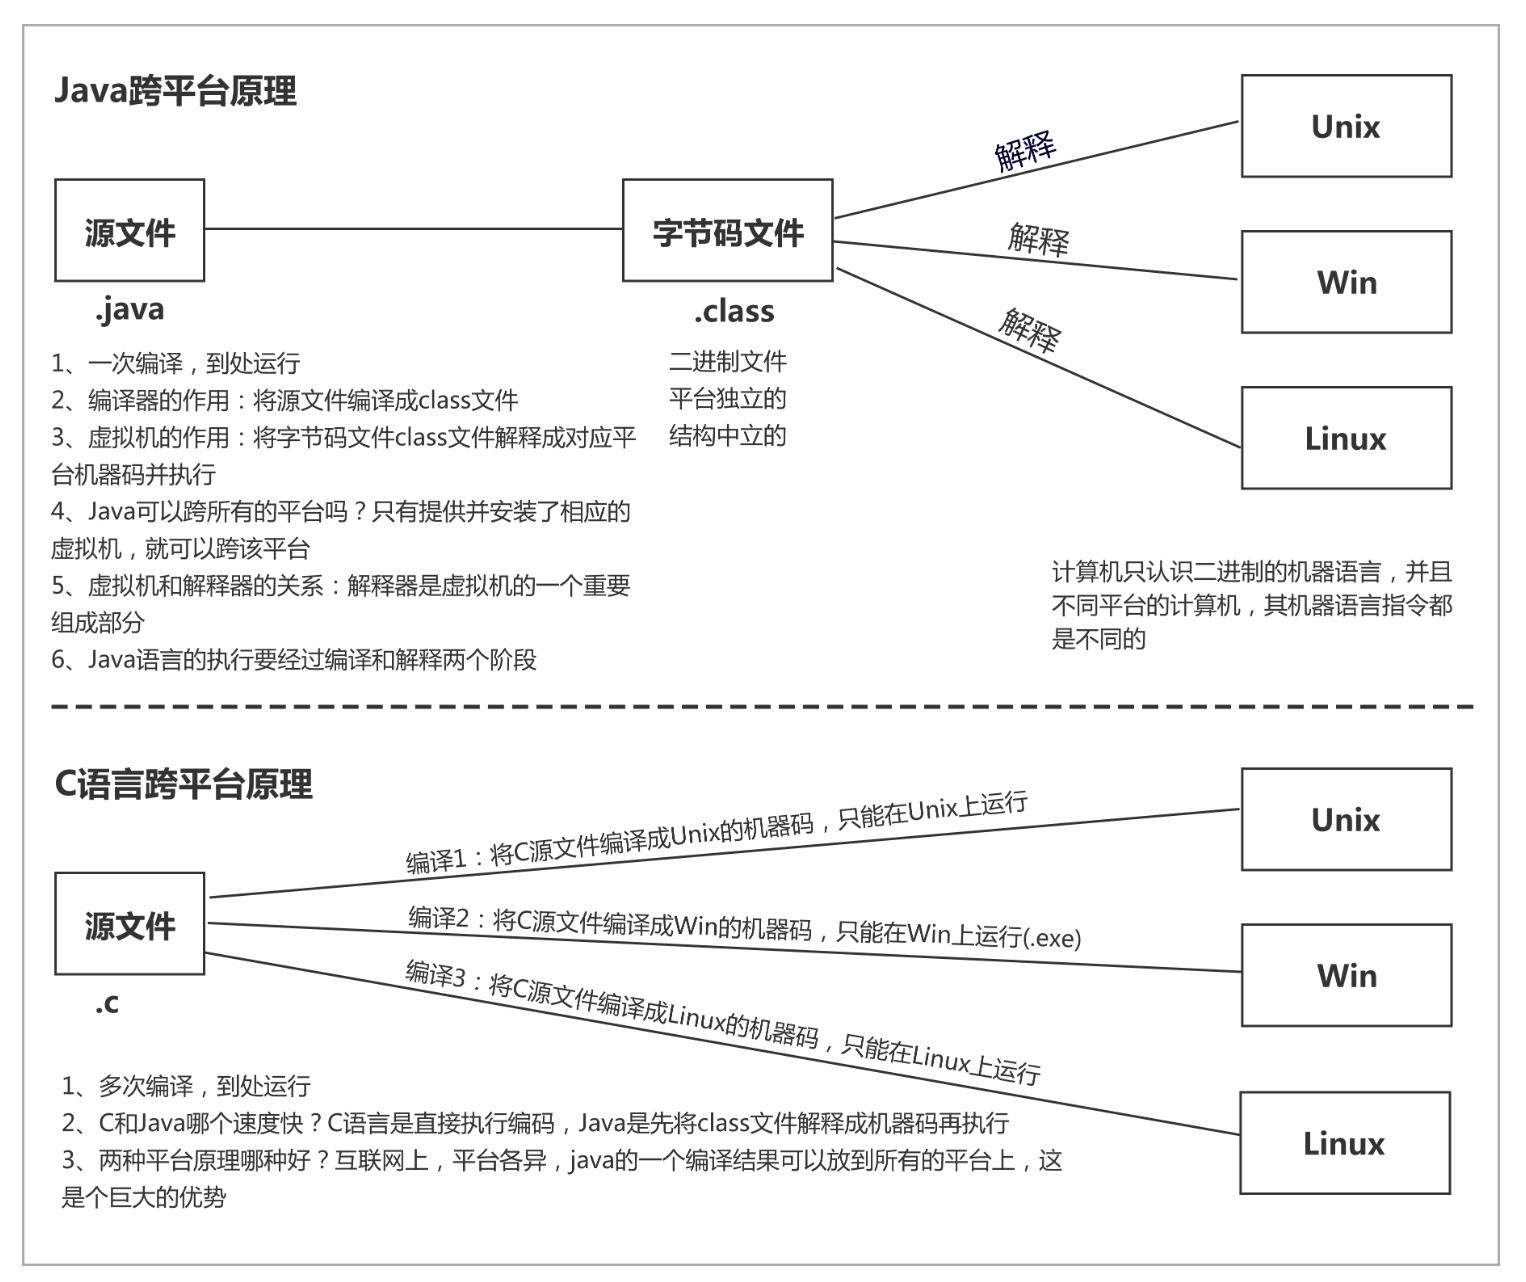 Java跨平台原理
Unix
解释
源文件
字节码文件
解释
Win
.java
.class
解释
1、一次编译，到处运行
二进制文件
2、编译器的作用：将源文件编译成class文件
平台独立的
3、虚拟机的作用：将字节码文件class文件解释成对应平
结构中立的
Linux
台机器码并执行
4、Java可以跨所有的平台吗？只有提供并安装了相应的
虚拟机，就可以跨该平台
5、虚拟机和解释器的关系：解释器是虚拟机的一个重要
组成部分
6、Java语言的执行要经过编译和解释两个阶段
计算机只认识二进制的机器语言，并且
不同平台的计算机，其机器语言指令都
是不同的
C语言跨平台原理
编译1：将C源文件编译成Unix的机器码，只能在Unix上运行
Unix
源文件
编译2：将C源文件编译成Win的机器码，只能在Win上运行(.exe)
Win
.c
编译3：将C源文件编译成Linux的机器码，只能在Linux上运行
Linux
1、多次编译，到处运行
2、C和Java哪个速度快？C语言是直接执行编码，Java是先将class文件解释成机器码再执行
3、两种平台原理哪种好？互联网上，平台各异，java的一个编译结果可以放到所有的平台上，这
是个巨大的优势